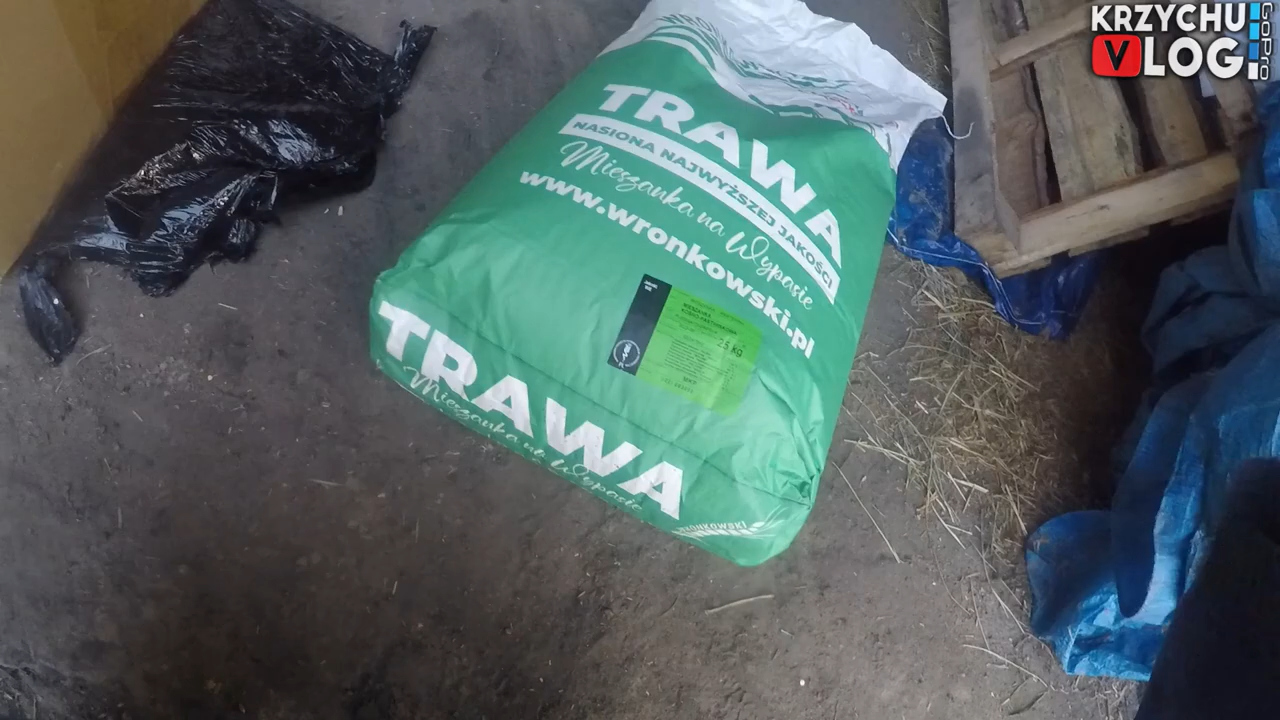 KRZYCHU
VLOG
GoPro
TRAWA
NASIONA NAJWYŻSZEJ JAKOŚCI
Mieszanka na Wypasie
www.wronkowski.pl
MIESZANKA
25 KG
TRAWA
Mieszanka na Wypasie
WRONKOWSKI